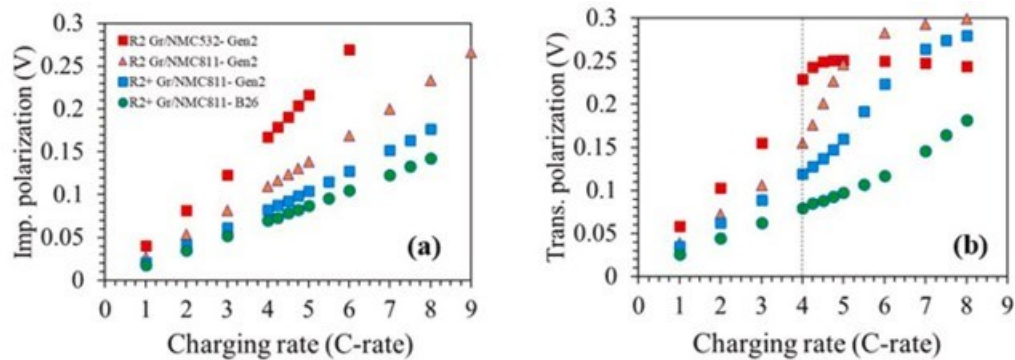 0.3
0.25
0.2
0.15
0.1
0.05
0
Imp. polarization (V)
R2 Gr/NMC532- Gen2
R2 Gr/NMC811- Gen2
R2+ Gr/NMC811- Gen2
R2+ Gr/NMC811- B26
(a)
0 1 2 3 4 5 6 7 8 9
Charging rate (C-rate)
0.3
0.25
0.2
0.15
0.1
0.05
0
Trans. polarization (V)
(b)
0 1 2 3 4 5 6 7 8 9
Charging rate (C-rate)